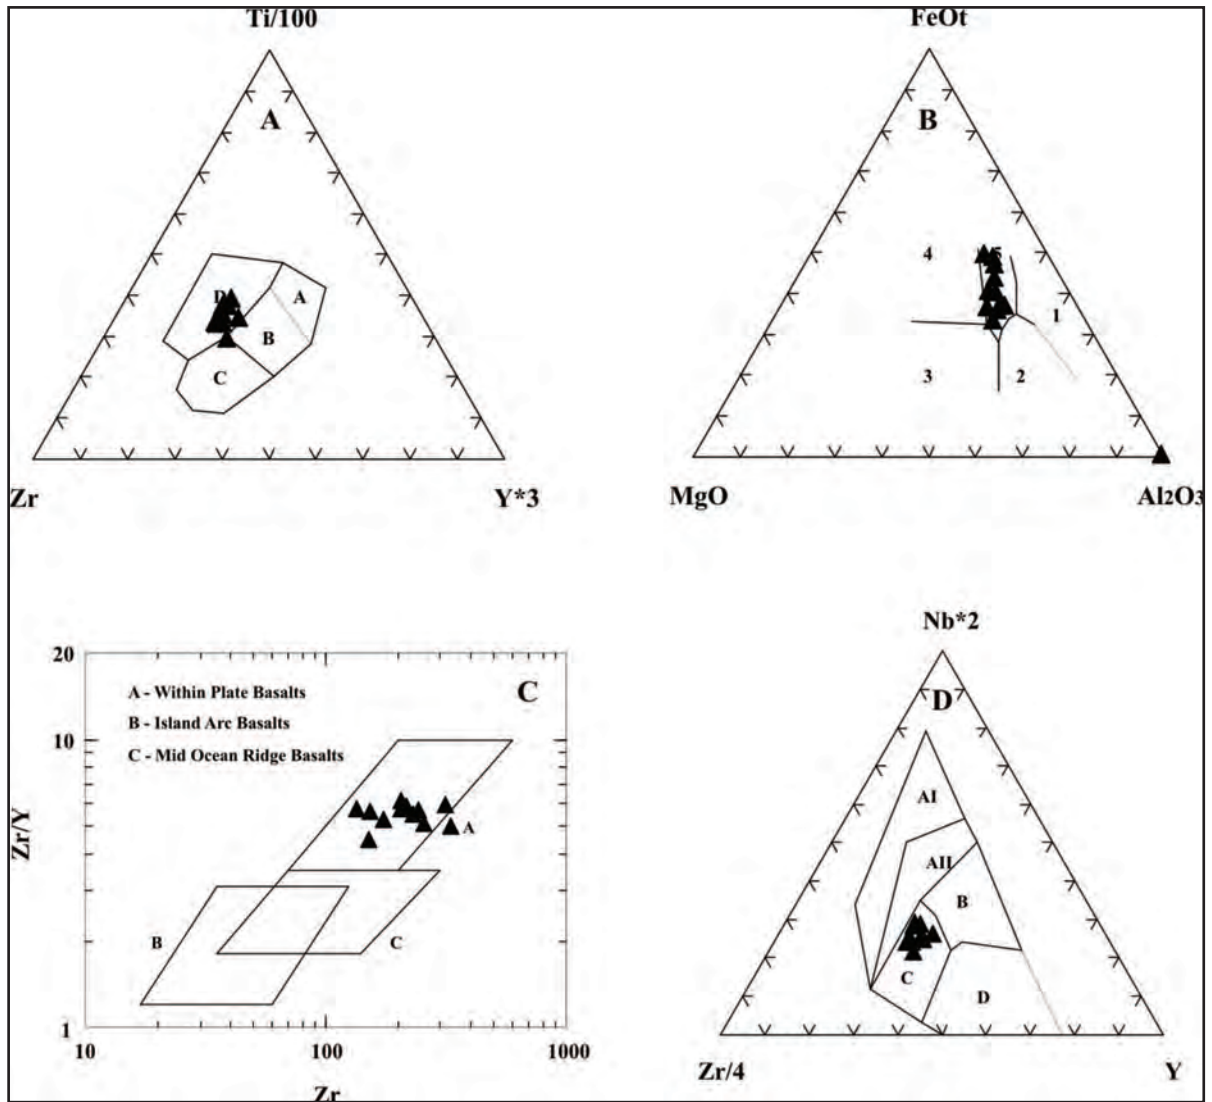 Ti/100
A
D
A
B
C
Zr
Y*3
FeOt
B
4
5
1
3
2
MgO
Al2O3
20
A - Within Plate Basalts
C
B - Island Arc Basalts
C - Mid Ocean Ridge Basalts
10
Zr/Y
A
B
C
1
10
100
1000
Zr
Nb*2
D
AI
AII
B
C
D
Zr/4
Y